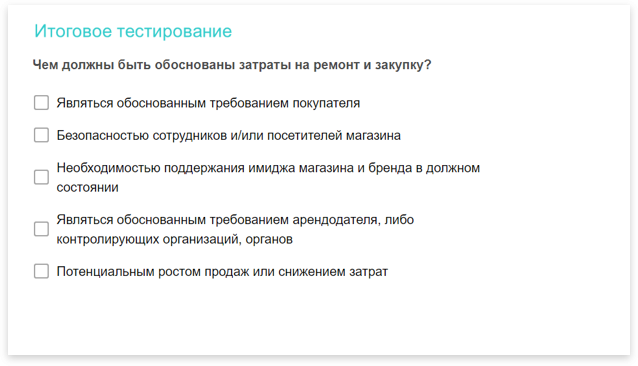 Итоговое тестирование
Чем должны быть обоснованы затраты на ремонт и закупку?
Являться обоснованным требованием покупателя
Безопасностью сотрудников и/или посетителей магазина
Необходимостью поддержания имиджа магазина и бренда в должном
состоянии
Являться обоснованным требованием арендодателя, либо
контролирующих организаций, органов
Потенциальным ростом продаж или снижением затрат